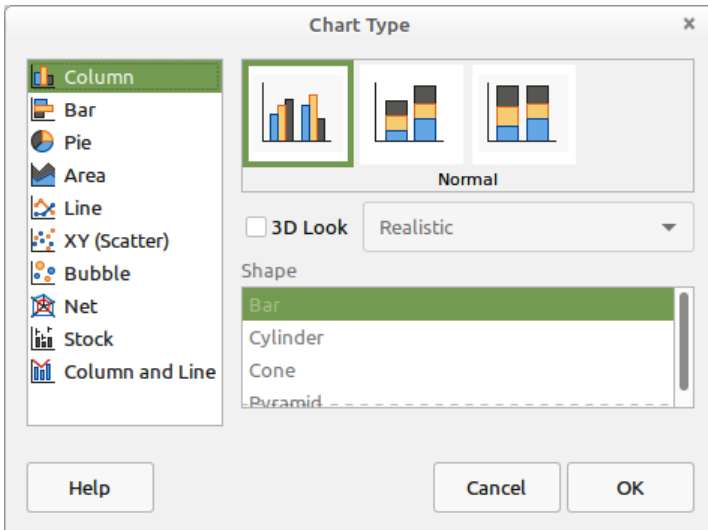 Chart Type
Column
Bar
Pie
Area
Line
XY (Scatter)
Bubble
Net
Stock
Column and Line
Normal
3D Look
Realistic
Shape
Bar
Cylinder
Cone
Pyramid
Help
Cancel
OK